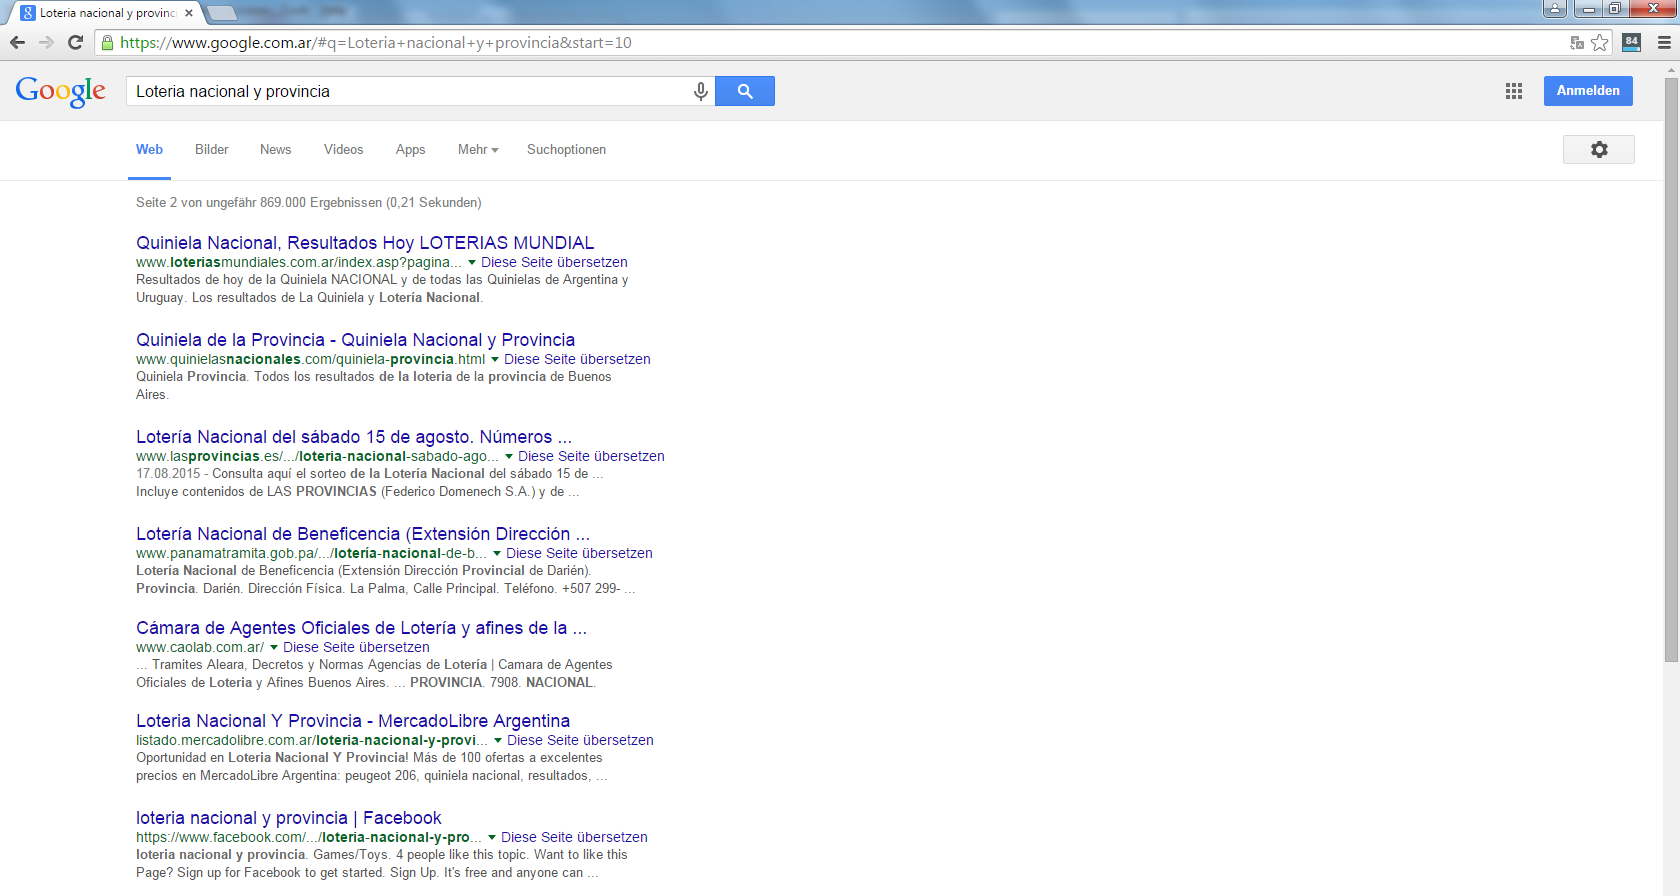 Loteria nacional y provinci
https://www.google.com.ar/#q=Loteria+nacional+y+provincia&start=10
84
Google
Loteria nacional y provincia
Anmelden
Web Bilder News Videos Apps Mehr Suchoptionen
Seite 2 von ungefähr 869.000 Ergebnissen (0,21 Sekunden)
Quiniela Nacional, Resultados Hoy LOTERIAS MUNDIAL
www.loteriasmundiales.com.ar/index.asp?pagina... Diese Seite übersetzen
Resultados de hoy de la Quiniela NACIONAL y de todas las Quinielas de Argentina y
Uruguay. Los resultados de La Quiniela y Lotería Nacional.
Quiniela de la Provincia - Quiniela Nacional y Provincia
www.quinielasnacionales.com/quiniela-provincia.html Diese Seite übersetzen
Quiniela Provincia. Todos los resultados de la loteria de la provincia de Buenos
Aires.
Lotería Nacional del sábado 15 de agosto. Números ...
www.lasprovincias.es/.../loteria-nacional-sabado-ago... Diese Seite übersetzen
17.08.2015 - Consulta aquí el sorteo de la Lotería Nacional del sábado 15 de ...
Incluye contenidos de LAS PROVINCIAS (Federico Domenech S.A.) y de ...
Lotería Nacional de Beneficencia (Extensión Dirección ...
www.panamatramita.gob.pa/.../lotería-nacional-de-b... Diese Seite übersetzen
Lotería Nacional de Beneficencia (Extensión Dirección Provincial de Darién).
Provincia. Darién. Dirección Física. La Palma, Calle Principal. Teléfono. +507 299- ...
Cámara de Agentes Oficiales de Lotería y afines de la ...
www.caolab.com.ar/ Diese Seite übersetzen
... Tramites Aleara, Decretos y Normas Agencias de Lotería | Camara de Agentes
Oficiales de Loteria y Afines Buenos Aires. ... PROVINCIA. 7908. NACIONAL.
Loteria Nacional Y Provincia - MercadoLibre Argentina
listado.mercadolibre.com.ar/loteria-nacional-y-provi... Diese Seite übersetzen
Oportunidad en Loteria Nacional Y Provincia! Más de 100 ofertas a excelentes
precios en MercadoLibre Argentina: peugeot 206, quiniela nacional, resultados, ...
loteria nacional y provincia | Facebook
https://www.facebook.com/.../loteria-nacional-y-pro... Diese Seite übersetzen
loteria nacional y provincia. Games/Toys. 4 people like this topic. Want to like this
Page? Sign up for Facebook to get started. Sign Up. It's free and anyone can ...